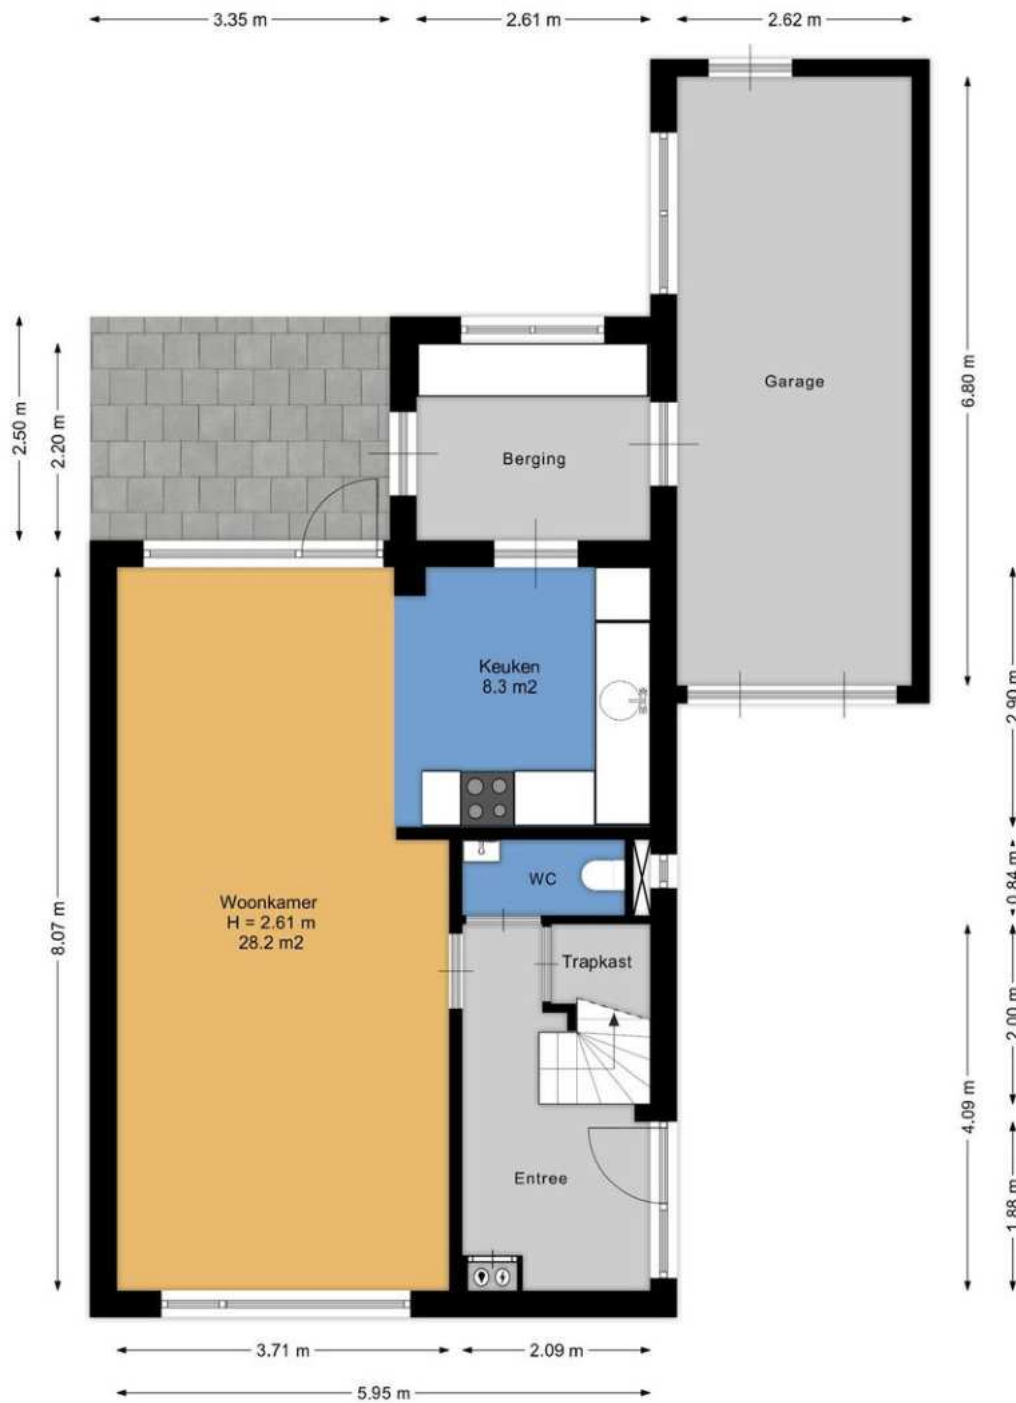 3.35 m
2.61 m
2.62 m
2.50 m
2.20 m
Garage
6.80 m
Berging
Keuken
8.3 m2
2.90 m
WC
0.84 m
Woonkamer
H = 2.61 m
28.2 m2
8.07 m
Trapkast
2.00 m
4.09 m
Entree
1.88 m
3.71 m
2.09 m
5.95 m